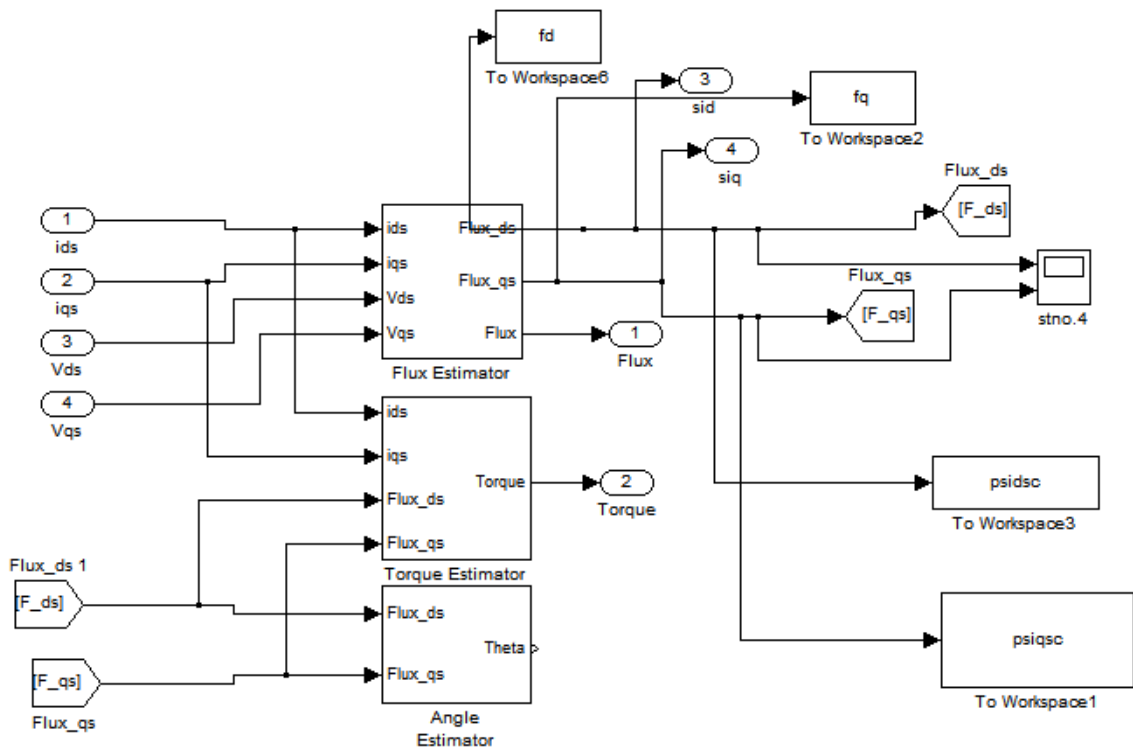 fd
To Workspace6
3
sid
fq
To Workspace2
4
siq
Flux_ds
[F_ds]
1
ids
2
iqs
3
Vds
4
Vqs
ids
iqs
Vds
Vqs
Flux_ds
Flux_qs
Flux
Flux Estimator
1
Flux
Flux_qs
[F_qs]
stno.4
ids
iqs
Flux_ds
Flux_qs
Torque
Torque Estimator
2
Torque
psidsc
To Workspace3
Flux_ds 1
[F_ds]
[F_qs]
Flux_qs
Flux_ds
Flux_qs
Theta
Angle
Estimator
psiqsc
To Workspace1